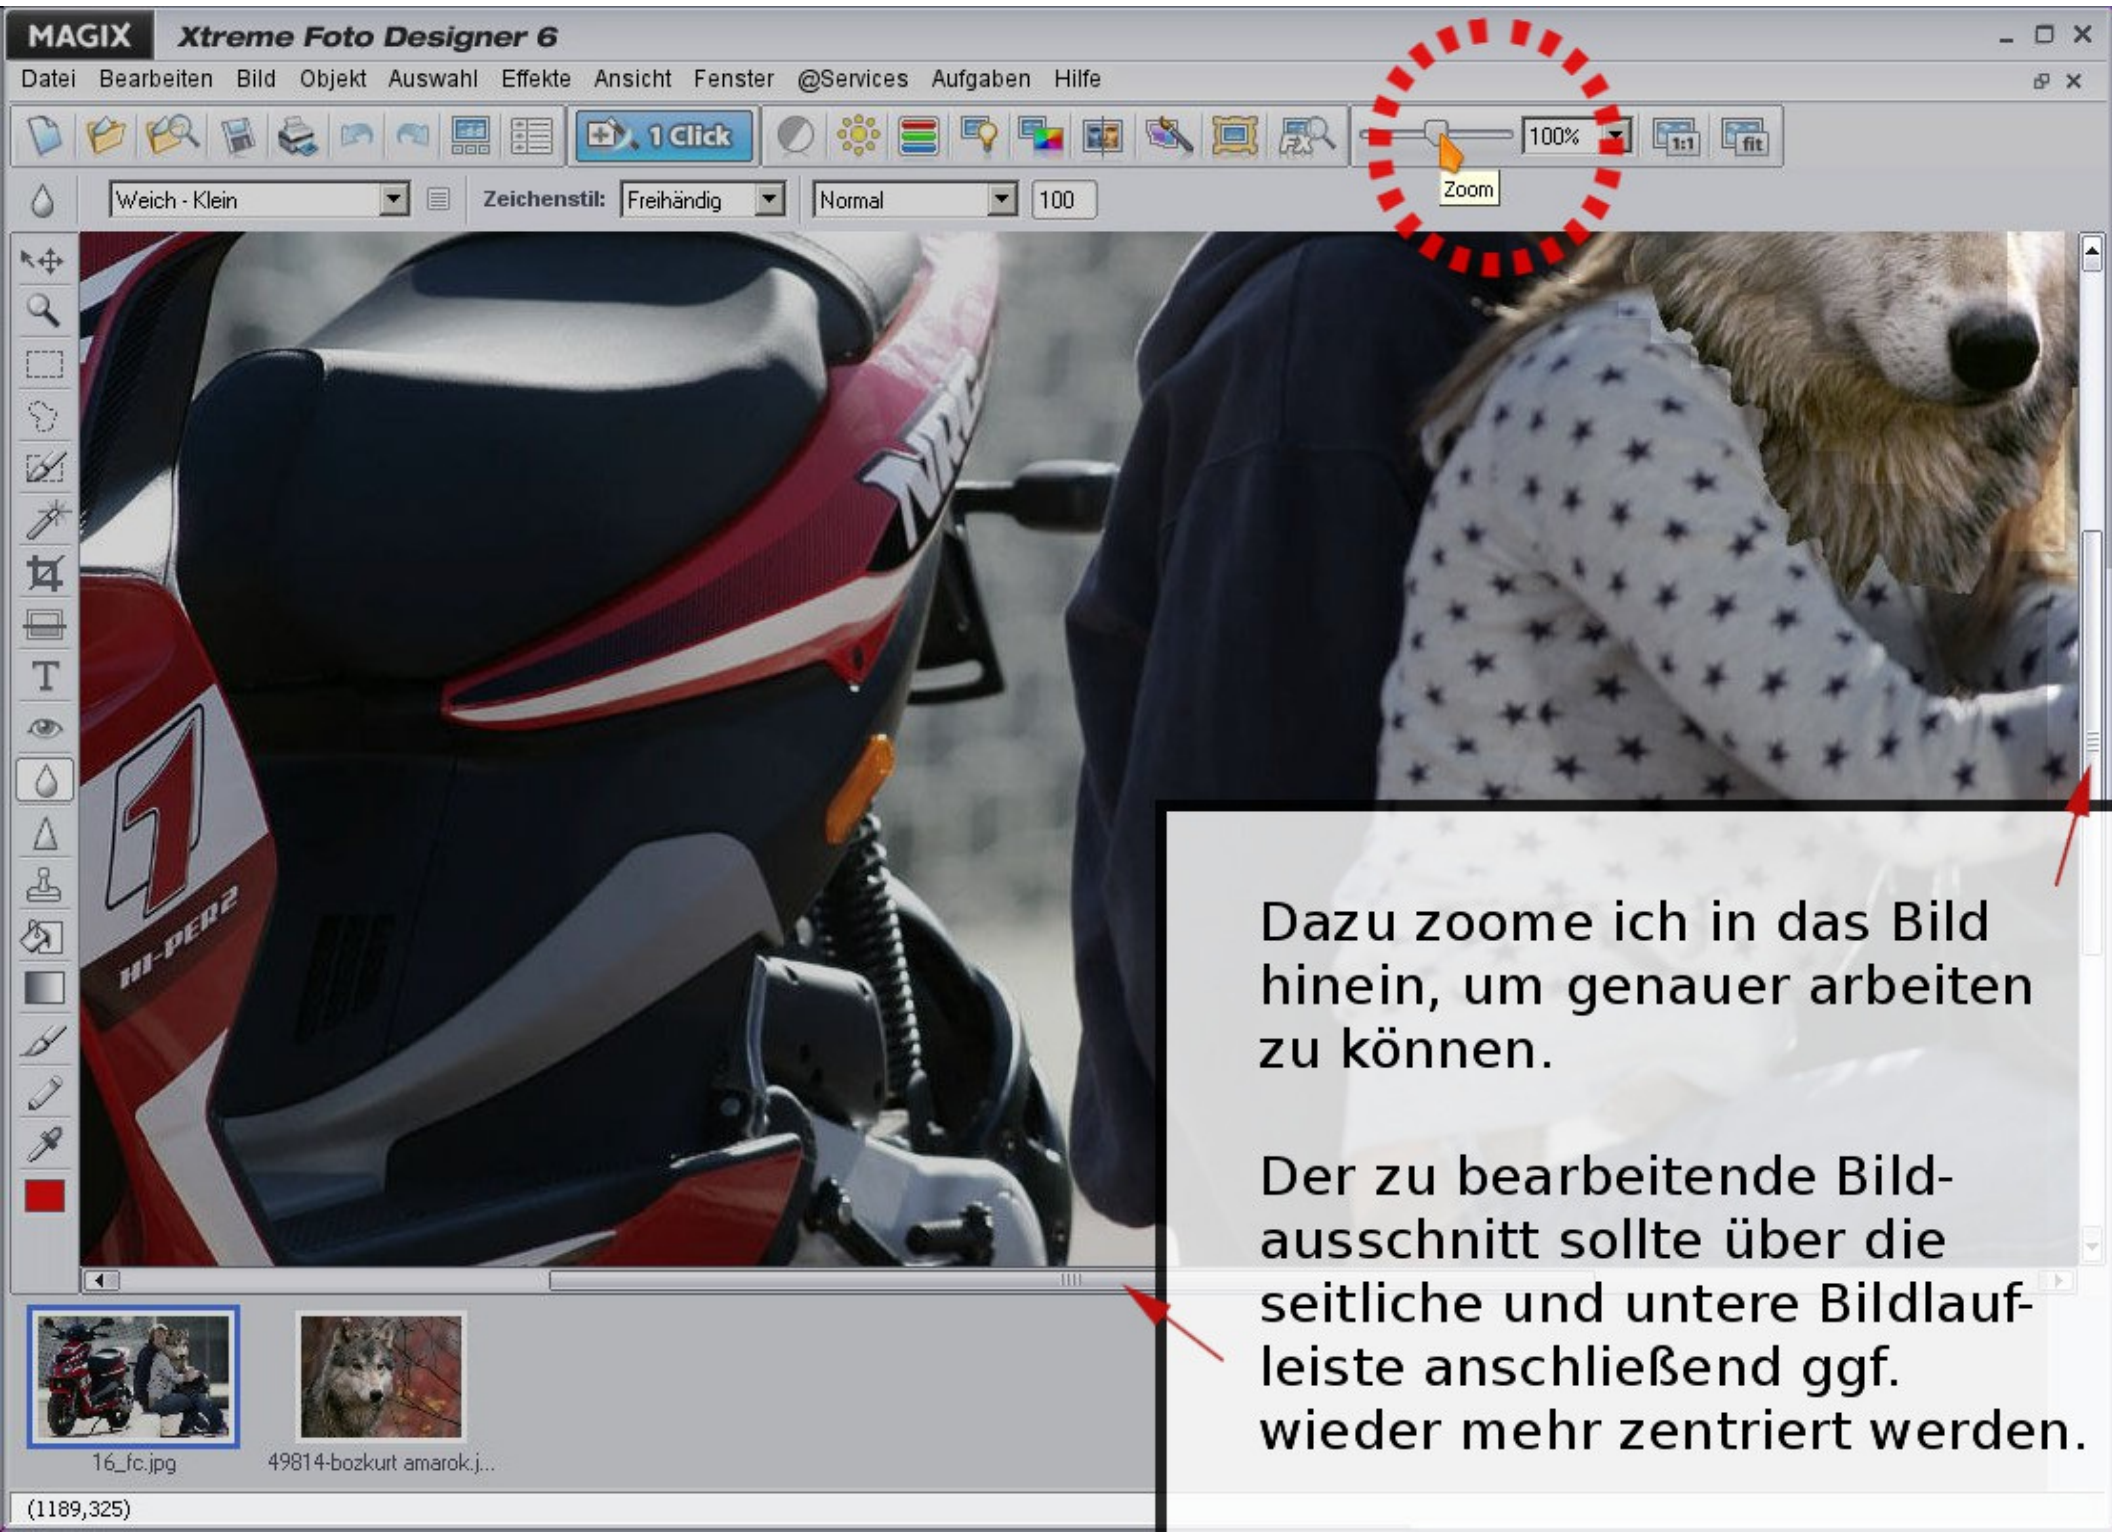 MAGIX Xtreme Foto Designer 6
Datei Bearbeiten Bild Objekt Auswahl Effekte Ansicht Fenster @Services Aufgaben Hilfe
1 Click 100% 1:1 fit
Weich - Klein Zeichenstil: Freihändig Normal 100
Zoom
NRG
1
HI-PER2
T
Dazu zoome ich in das Bild
hinein, um genauer arbeiten
zu können.
Der zu bearbeitende Bild-
ausschnitt sollte über die
seitliche und untere Bildlauf-
leiste anschließend ggf.
wieder mehr zentriert werden.
16_fc.jpg 49814-bozkurt amarok.j...
(1189,325)